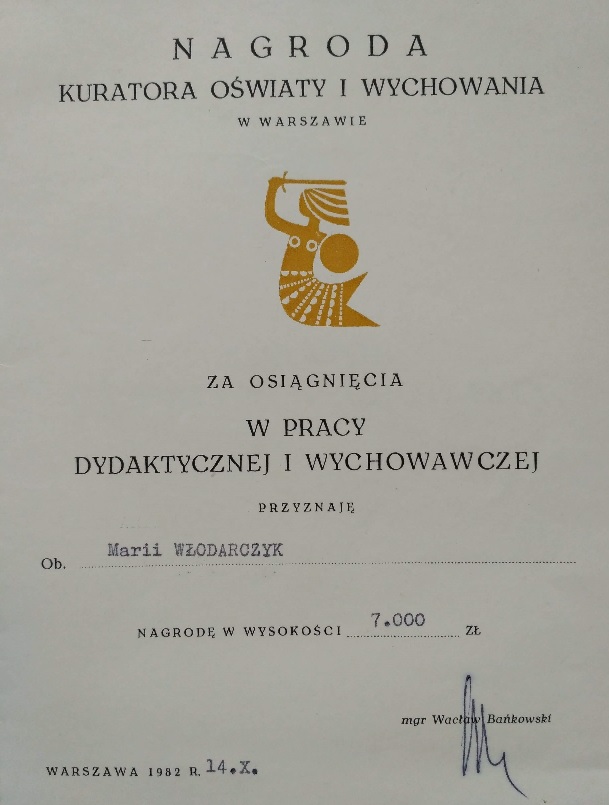 NAGRODA
KURATORA OŚWIATY I WYCHOWANIA
W WARSZAWIE
ZA OSIĄGNIĘCIA
W PRACY
DYDAKTYCZNEJ I WYCHOWAWCZEJ
PRZYZNAJĘ
Ob. Marii WŁODARCZYK
NAGRODĘ W WYSOKOŚCI 7.000 ZŁ
mgr Wacław Bańkowski
WARSZAWA 1982 R. 14.X.